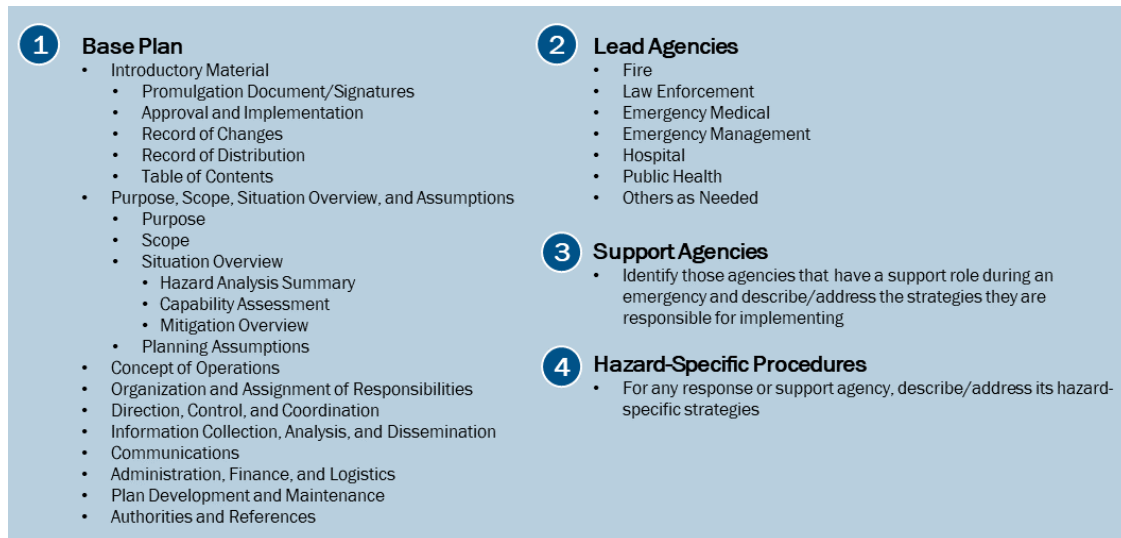 1 Base Plan
• Introductory Material
• Promulgation Document/Signatures
• Approval and Implementation
• Record of Changes
• Record of Distribution
• Table of Contents
• Purpose, Scope, Situation Overview, and Assumptions
• Purpose
• Scope
• Situation Overview
• Hazard Analysis Summary
• Capability Assessment
• Mitigation Overview
• Planning Assumptions
• Concept of Operations
• Organization and Assignment of Responsibilities
• Direction, Control, and Coordination
• Information Collection, Analysis, and Dissemination
• Communications
• Administration, Finance, and Logistics
• Plan Development and Maintenance
• Authorities and References
2 Lead Agencies
• Fire
• Law Enforcement
• Emergency Medical
• Emergency Management
• Hospital
• Public Health
• Others as Needed
3 Support Agencies
• Identify those agencies that have a support role during an
emergency and describe/address the strategies they are
responsible for implementing
4 Hazard-Specific Procedures
• For any response or support agency, describe/address its hazard-
specific strategies